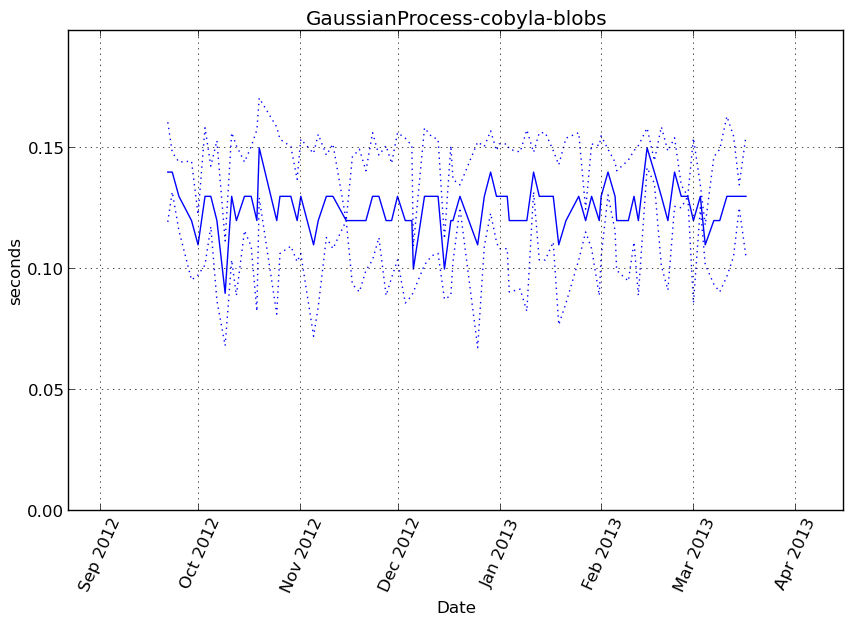 GaussianProcess-cobyla-blobs
0.15
0.10
0.05
0.00
seconds
Sep 2012
Oct 2012
Nov 2012
Dec 2012
Jan 2013
Feb 2013
Mar 2013
Apr 2013
Date